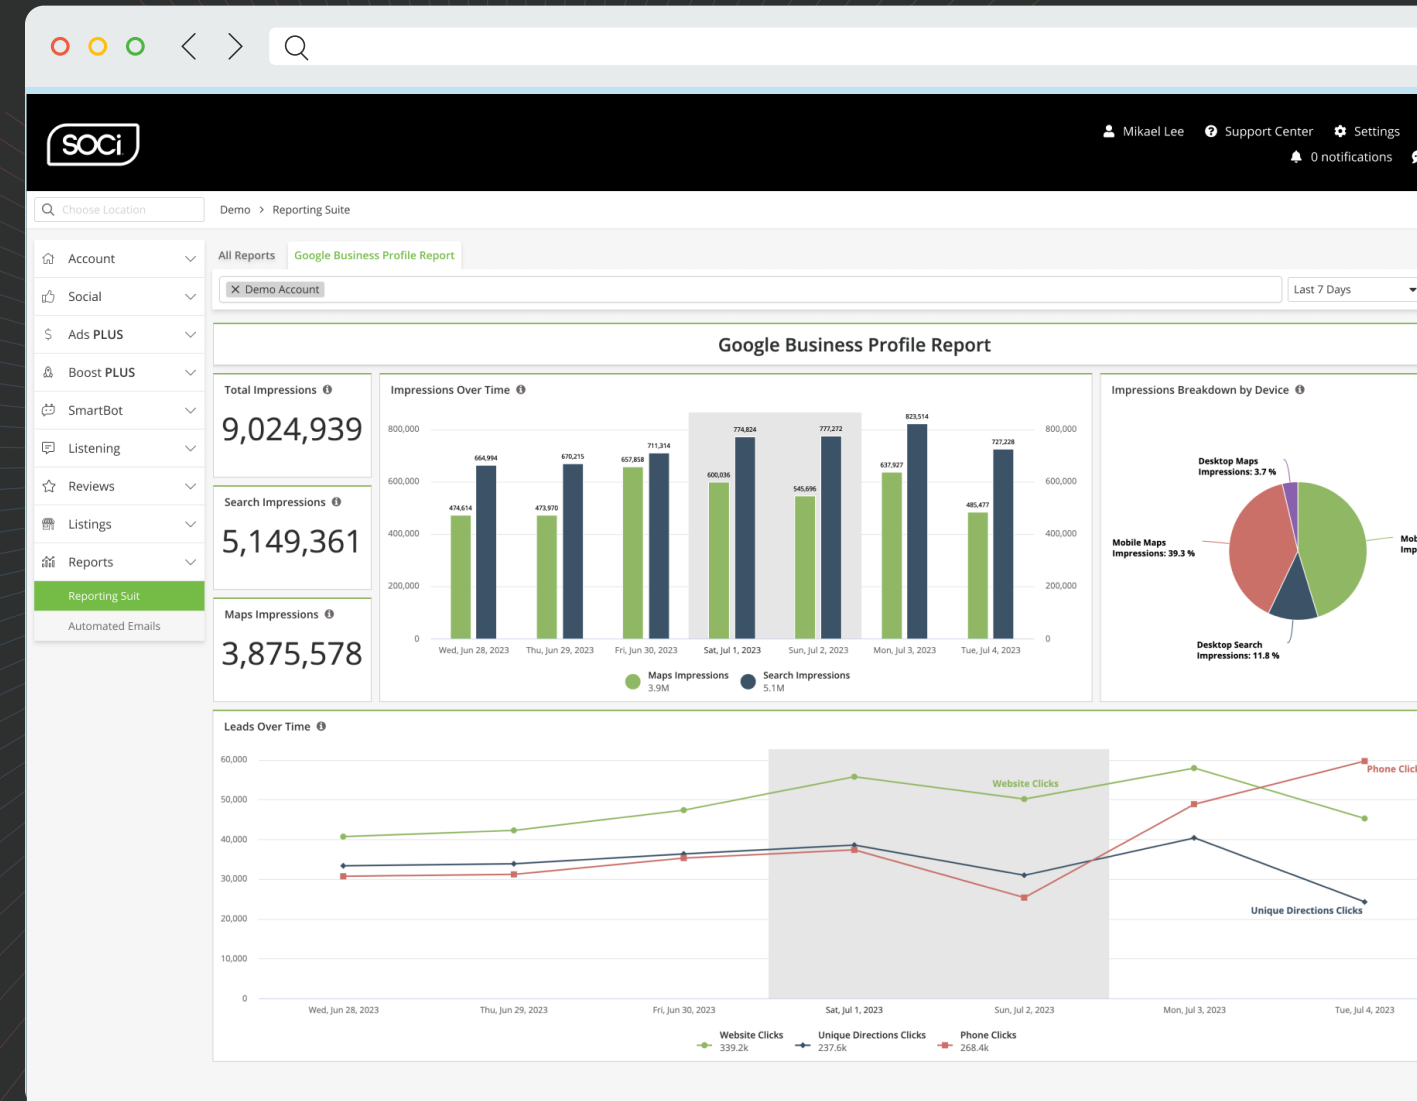 SOCi
Mikael Lee
Support Center
Settings
0 notifications
Choose Location
Demo > Reporting Suite
Account
Social
Ads PLUS
Boost PLUS
SmartBot
Listening
Reviews
Listings
Reports
Reporting Suit
Automated Emails
All Reports
Google Business Profile Report
Demo Account
Last 7 Days
Google Business Profile Report
Total Impressions
9,024,939
Search Impressions
5,149,361
Maps Impressions
3,875,578
Impressions Over Time
800,000
600,000
400,000
200,000
0
474,614
664,994
473,970
670,215
657,858
711,314
600,036
774,824
545,696
777,272
637,927
823,514
485,477
727,228
800,000
600,000
400,000
200,000
0
Wed, Jun 28, 2023
Thu, Jun 29, 2023
Fri, Jun 30, 2023
Sat, Jul 1, 2023
Sun, Jul 2, 2023
Mon, Jul 3, 2023
Tue, Jul 4, 2023
Maps Impressions
3.9M
Search Impressions
5.1M
Impressions Breakdown by Device
Desktop Maps
Impressions: 3.7 %
Mobile Maps
Impressions: 39.3 %
Desktop Search
Impressions: 11.8 %
Leads Over Time
60,000
50,000
40,000
30,000
20,000
10,000
0
Website Clicks
Phone
Unique Directions Clicks
Wed, Jun 28, 2023
Thu, Jun 29, 2023
Fri, Jun 30, 2023
Sat, Jul 1, 2023
Sun, Jul 2, 2023
Mon, Jul 3, 2023
Tue, Jul 4, 2023
Website Clicks
339.2k
Unique Directions Clicks
237.6k
Phone Clicks
268.4k